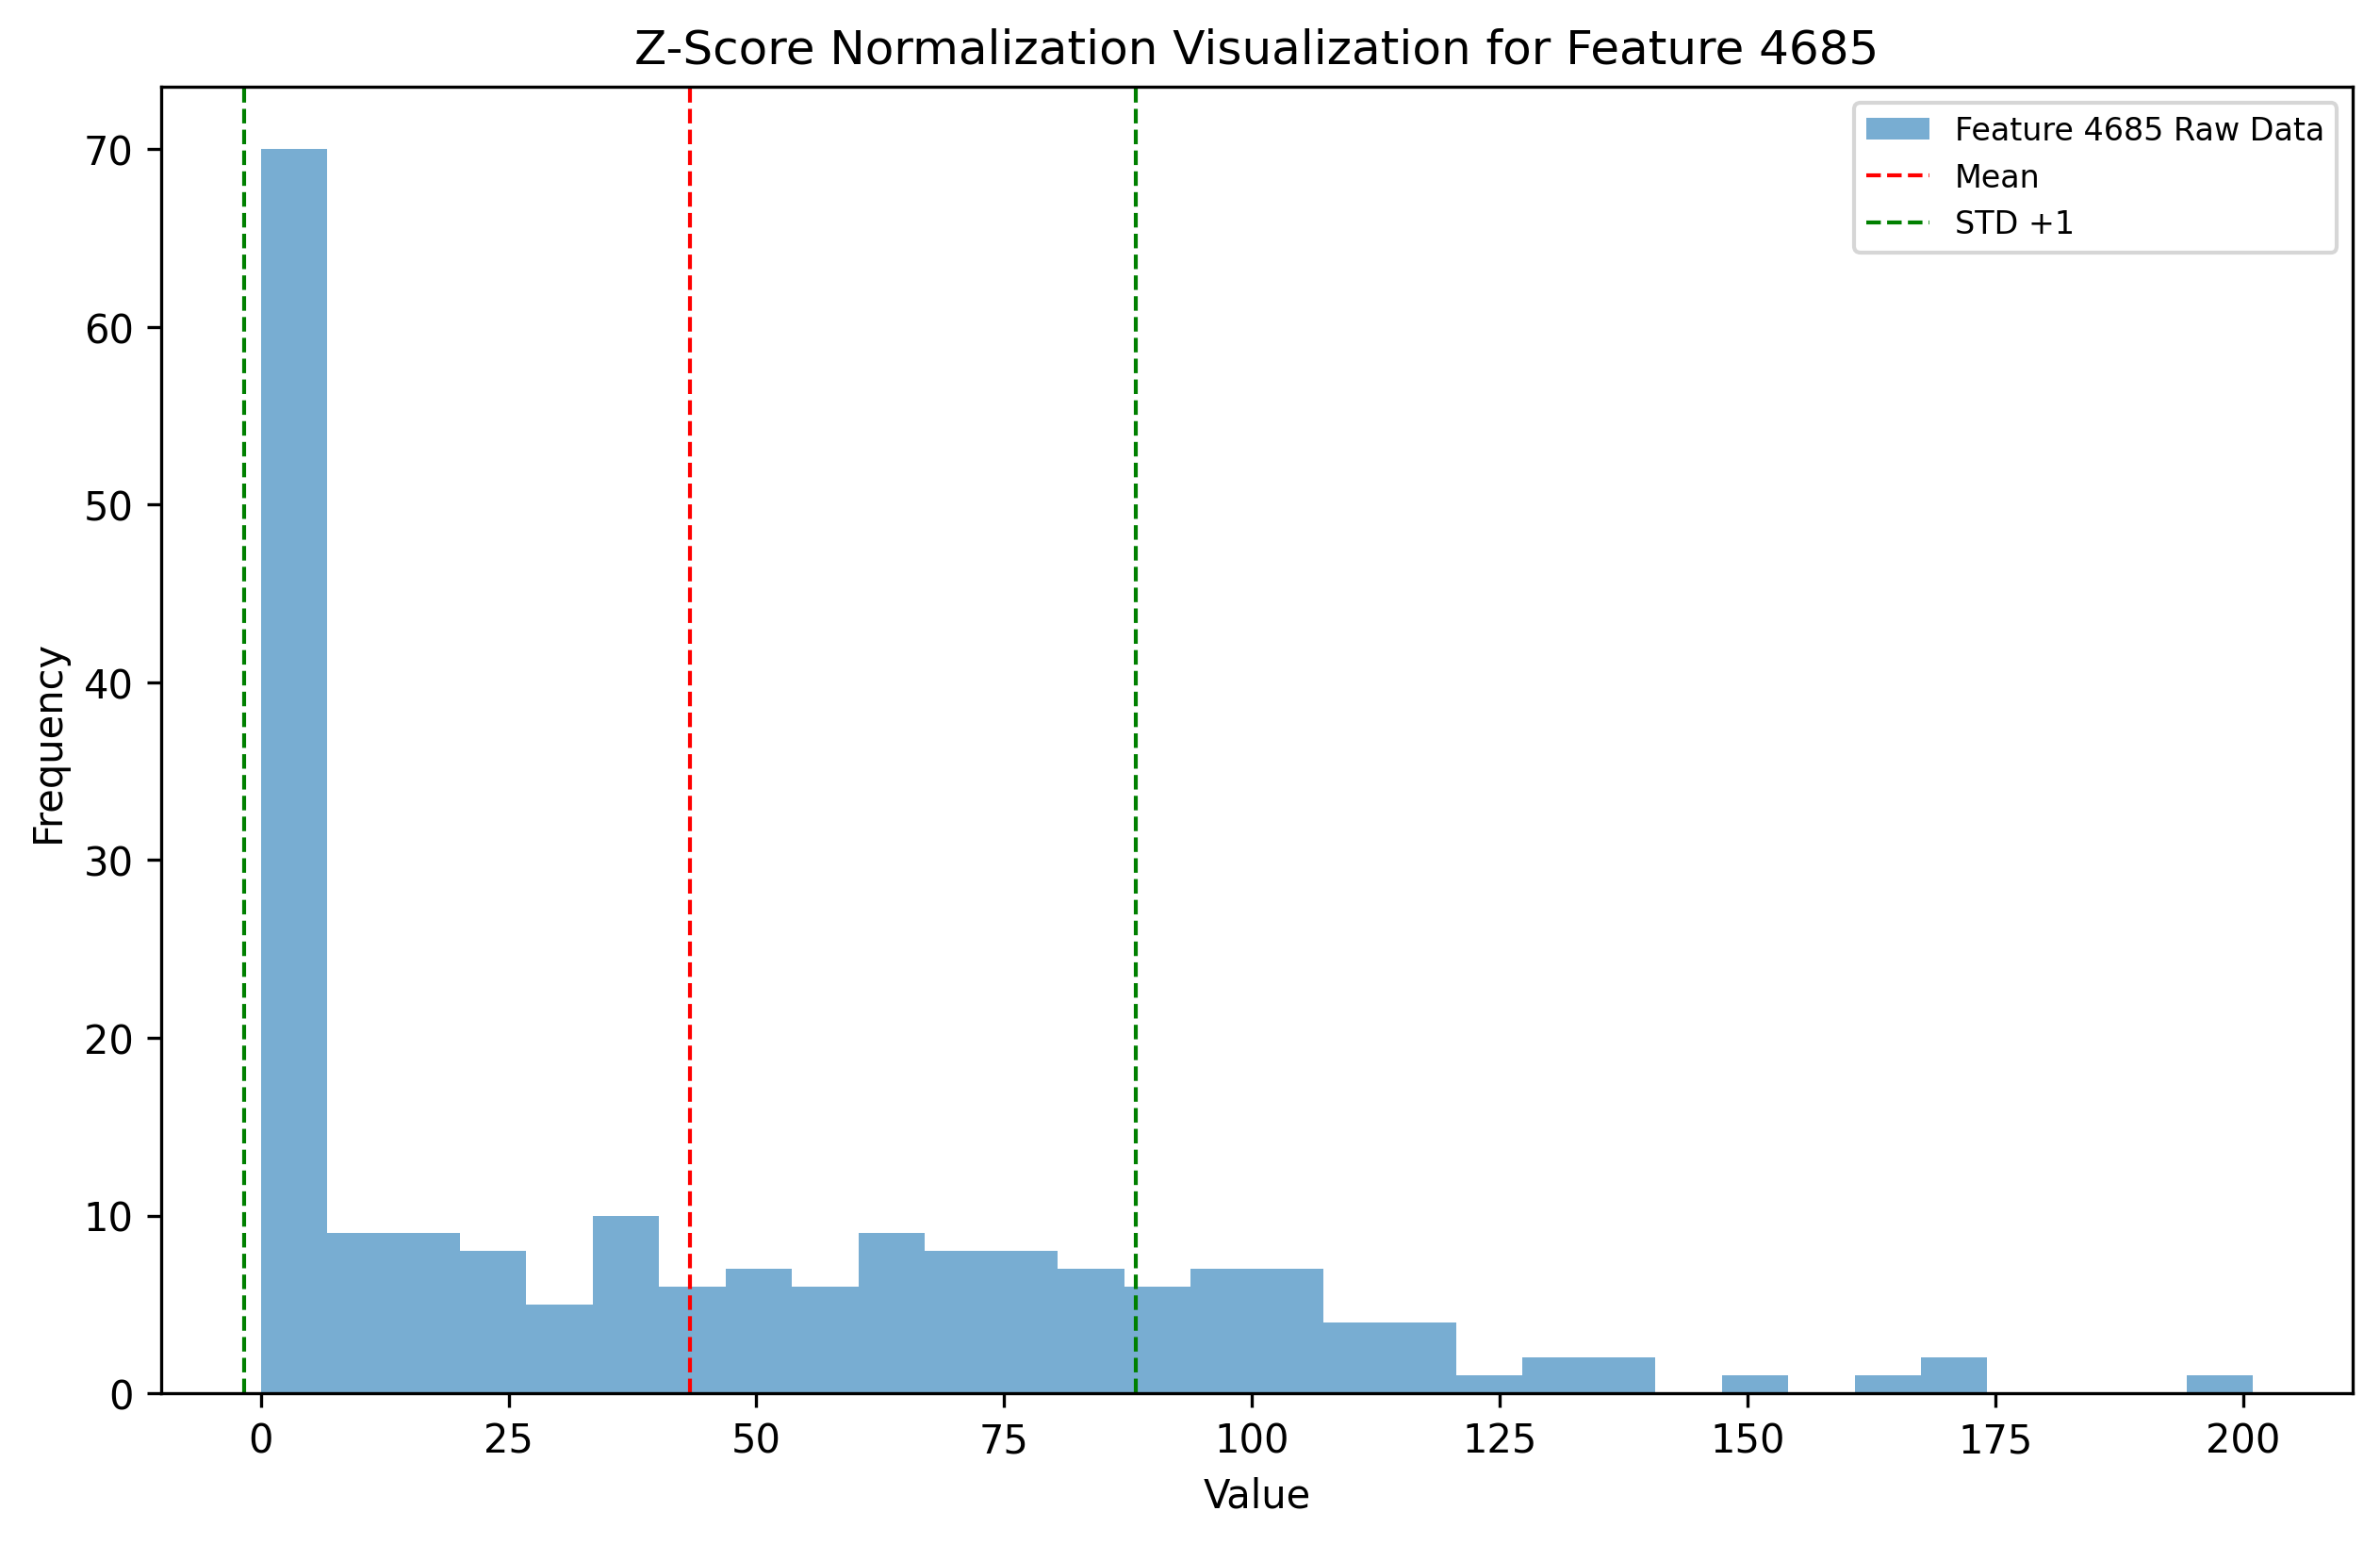 Z-Score Normalization Visualization for Feature 4685
Feature 4685 Raw Data
Mean
STD +1
70
60
50
40
30
20
10
0
Frequency
0 25 50 75 100 125 150 175 200
Value